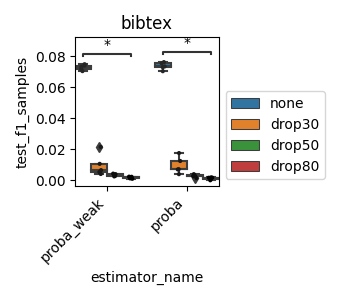 bibtex
*
*
0.08
0.06
0.04
0.02
0.00
test_f1_samples
proba_weak
proba
estimator_name
none
drop30
drop50
drop80